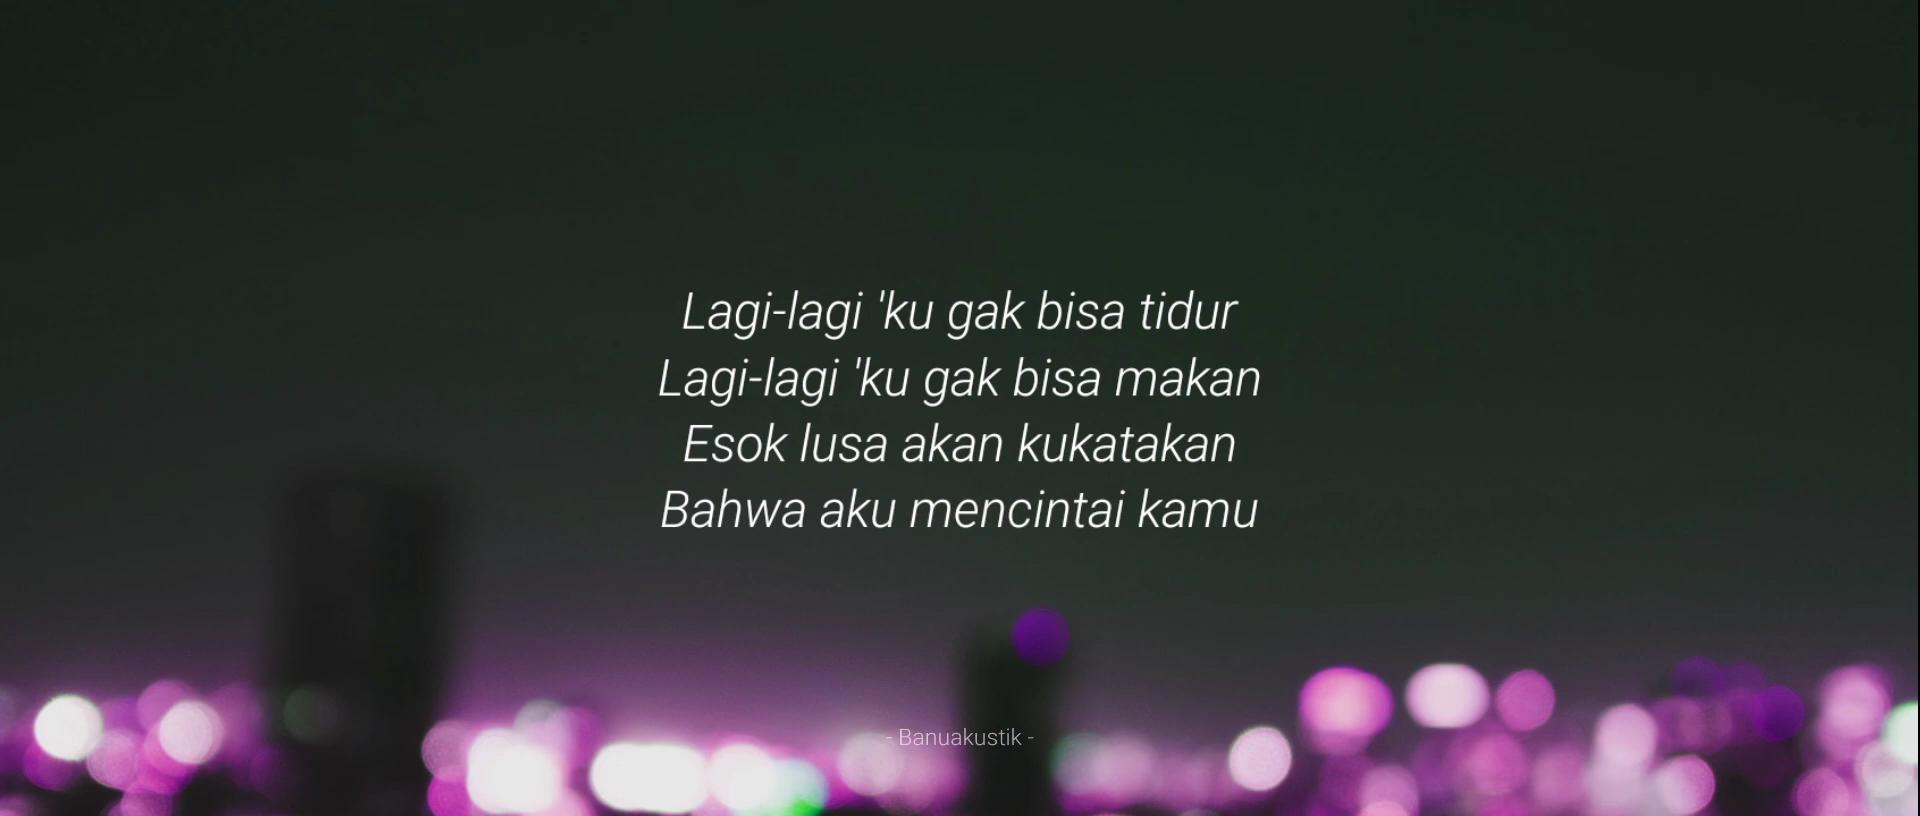 Lagi-lagi 'ku gak bisa tidur
Lagi-lagi 'ku gak bisa makan
Esok lusa akan kukatakan
Bahwa aku mencintai kamu
- Banuakustik -